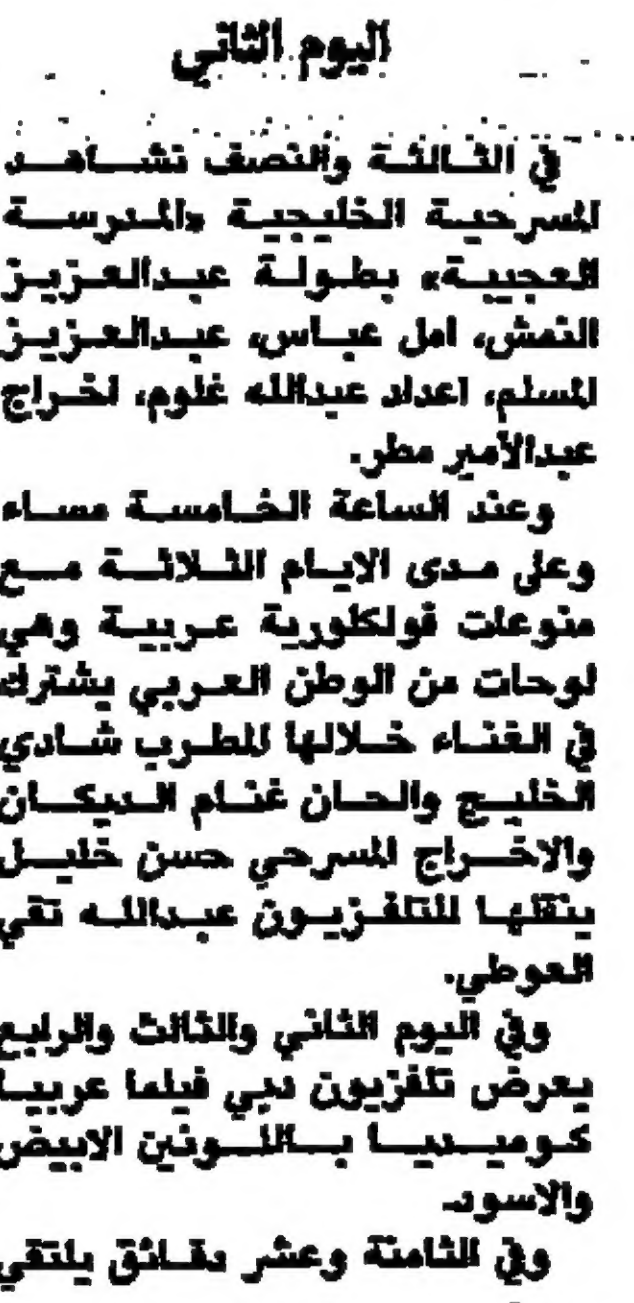 اليوم الثاني
في الثالثة والنصف نشاهد
المسرحية الخليجية «المدرسة
العجيبة» بطولة عبدالعزيز
النمش، امل عباس، عبدالعزيز
المسلم، اعداد عبدالله غلوم، اخراج
عبدالأمير مطر.
وعند الساعة الخامسة مساء
وعلى مدى الايام الثلاثة مع
منوعات فولكلورية عربية وهي
لوحات من الوطن العربي يشترك
في الغناء خلالها المطرب شادي
الخليج والحان غنام الديكان
والاخراج المسرحي حسن خليل
ينقلها للتلفزيون عبدالله تقي
العوطي.
وفي اليوم الثاني والثالث والرابع
يعرض تلفزيون دبي فيلما عربيا
كوميديا باللونين الابيض
والاسود.
وفي الثامنة وعشر دقائق يلتقي